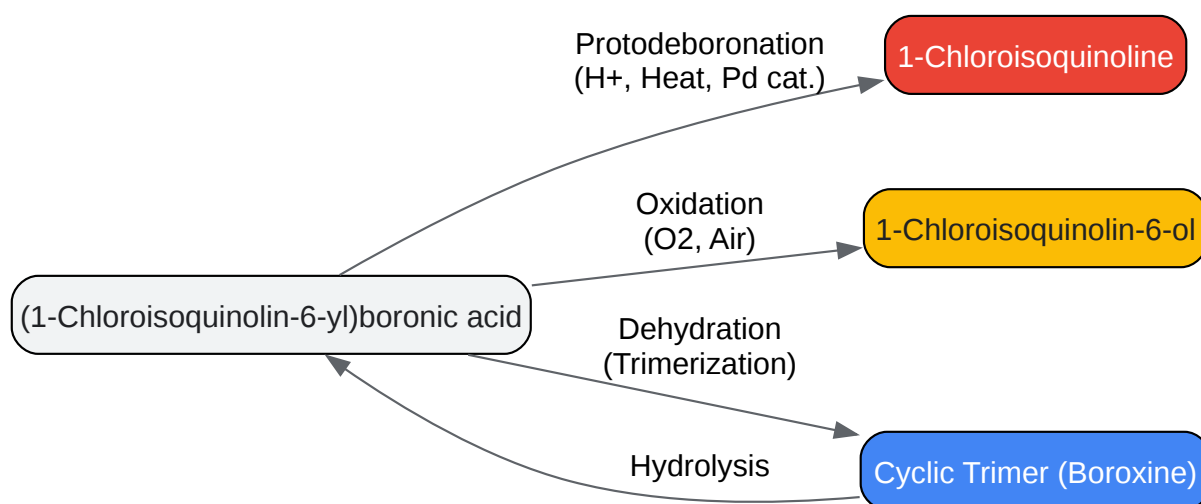 Protodeboronation
(H+, Heat, Pd cat.)
1-Chloroisoquinoline
Oxidation
(O2, Air)
1-Chloroisoquinolin-6-ol
(1-Chloroisoquinolin-6-yl)boronic acid
Dehydration
(Trimerization)
Hydrolysis
Cyclic Trimer (Boroxine)